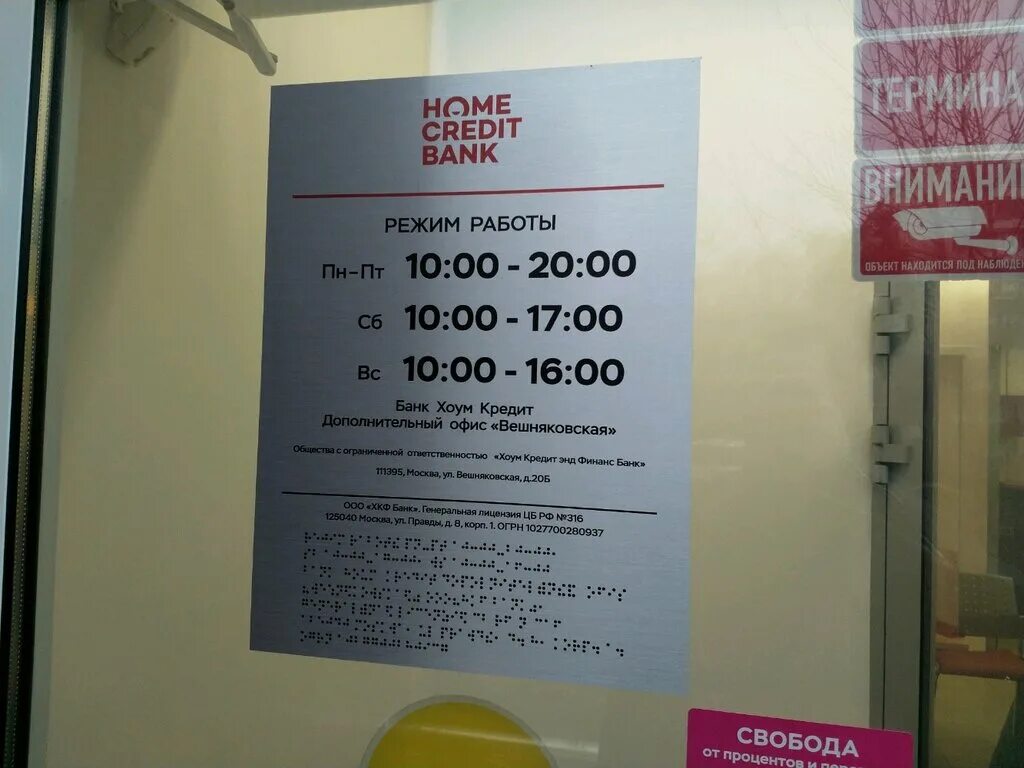 HOME
CREDIT
BANK
РЕЖИМ РАБОТЫ
Пн-Пт 10:00 - 20:00
Сб 10:00 - 17:00
Вс 10:00 - 16:00
Банк Хоум Кредит
Дополнительный офис «Вешняковская»
Общества с ограниченной ответственностью «Хоум Кредит энд Финанс Банк»
111395, Москва, ул. Вешняковская, д.20Б
ООО «ХКФ Банк». Генеральная лицензия ЦБ РФ №316
125040 Москва, ул. Правды, д. 8, корп. 1. ОГРН 1027700280937
ТЕРМИНА
ВНИМАНИ
ОБЪЕКТ НАХОДИТСЯ ПОД НАБЛЮДЕН
СВОБОДА
от процентов и